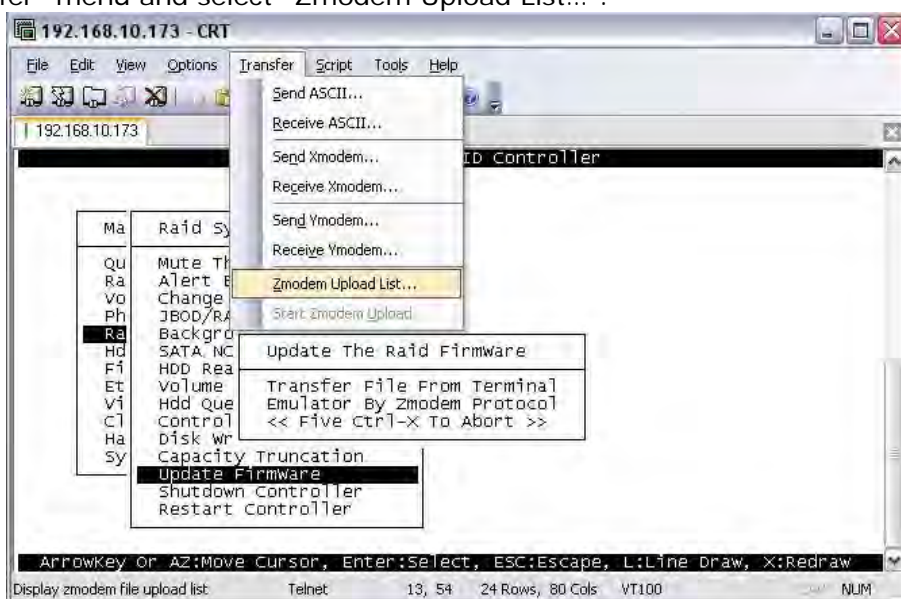 fer" menu and select "Zmodem Upload List...".
192.168.10.173 - CRT
File Edit View Options Transfer Script Tools Help
192.168.10.173
Send ASCII...
Receive ASCII...
Send Xmodem...
Receive Xmodem...
Send Ymodem...
Receive Ymodem...
Zmodem Upload List...
Start Zmodem Upload
ID Controller
Ma
Qu
Ra
Vo
Ph
Ra
Hd
Fi
Et
Vi
Cl
Ha
Sy
Raid Sy
Mute Th
Alert B
Change
JBOD/RA
Backgro
SATA NC
HDD Rea
Volume
Hdd Que
Control
Disk Wr
Capacity Truncation
Update Firmware
Shutdown Controller
Restart Controller
Update The Raid Firmware
Transfer File From Terminal
Emulator By Zmodem Protocol
<< Five Ctrl-X To Abort >>
ArrowKey Or AZ:Move Cursor, Enter:Select, ESC:Escape, L:Line Draw, X:Redraw
Display zmodem file upload list Telnet 13, 54 24 Rows, 80 Cols VT100 NUM